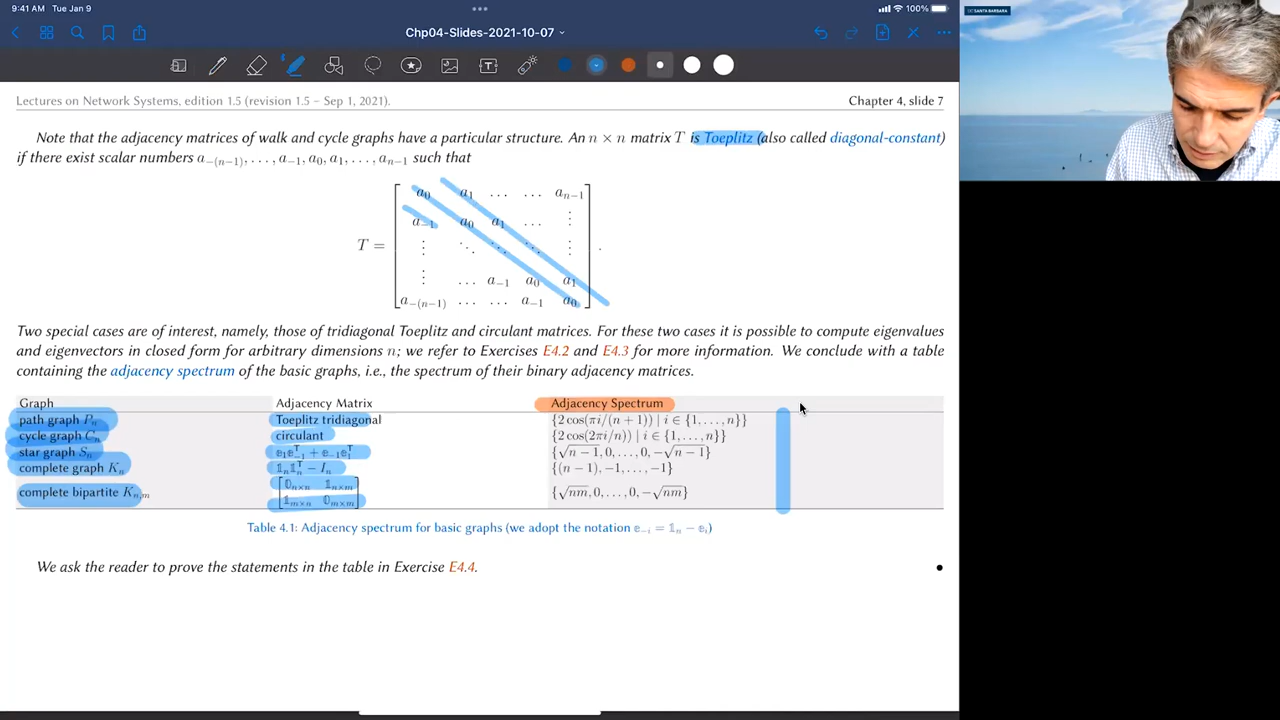 9:41 AM Tue Jan 9
100%
Chp04-Slides-2021-10-07
SANTA BARBARA
Lectures on Network Systems, edition 1.5 (revision 1.5 – Sep 1, 2021).
Chapter 4, slide 7
Note that the adjacency matrices of walk and cycle graphs have a particular structure. An n × n matrix T is Toeplitz (also called diagonal-constant)
if there exist scalar numbers a₋₍ₙ₋₁₎, . . . , a₋₁, a₀, a₁, . . . , aₙ₋₁ such that
a₀ a₁ … … aₙ₋₁
a₋₁ a₀ a₁ … ⋮
T = ⋮ ⋱ ⋱ ⋱ ⋮ .
⋮ … a₋₁ a₀ a₁
a₋₍ₙ₋₁₎ … … a₋₁ a₀
Two special cases are of interest, namely, those of tridiagonal Toeplitz and circulant matrices. For these two cases it is possible to compute eigenvalues
and eigenvectors in closed form for arbitrary dimensions n; we refer to Exercises E4.2 and E4.3 for more information. We conclude with a table
containing the adjacency spectrum of the basic graphs, i.e., the spectrum of their binary adjacency matrices.
Graph Adjacency Matrix Adjacency Spectrum
path graph Pₙ Toeplitz tridiagonal {2 cos(πi/(n + 1)) | i ∈ {1, . . . , n}}
cycle graph Cₙ circulant {2 cos(2πi/n) | i ∈ {1, . . . , n}}
star graph Sₙ 𝕖₁𝕖₋₁ᵀ + 𝕖₋₁𝕖₁ᵀ {√(n − 1), 0, . . . , 0, −√(n − 1)}
complete graph Kₙ 𝟙ₙ𝟙ₙᵀ − Iₙ {(n − 1), −1, . . . , −1}
complete bipartite Kₙ,ₘ [𝟘ₙₓₙ 𝟙ₙₓₘ {√nm, 0, . . . , 0, −√nm}
𝟙ₘₓₙ 𝟘ₘₓₘ]
Table 4.1: Adjacency spectrum for basic graphs (we adopt the notation 𝕖₋ᵢ = 𝟙ₙ − 𝕖ᵢ)
We ask the reader to prove the statements in the table in Exercise E4.4.